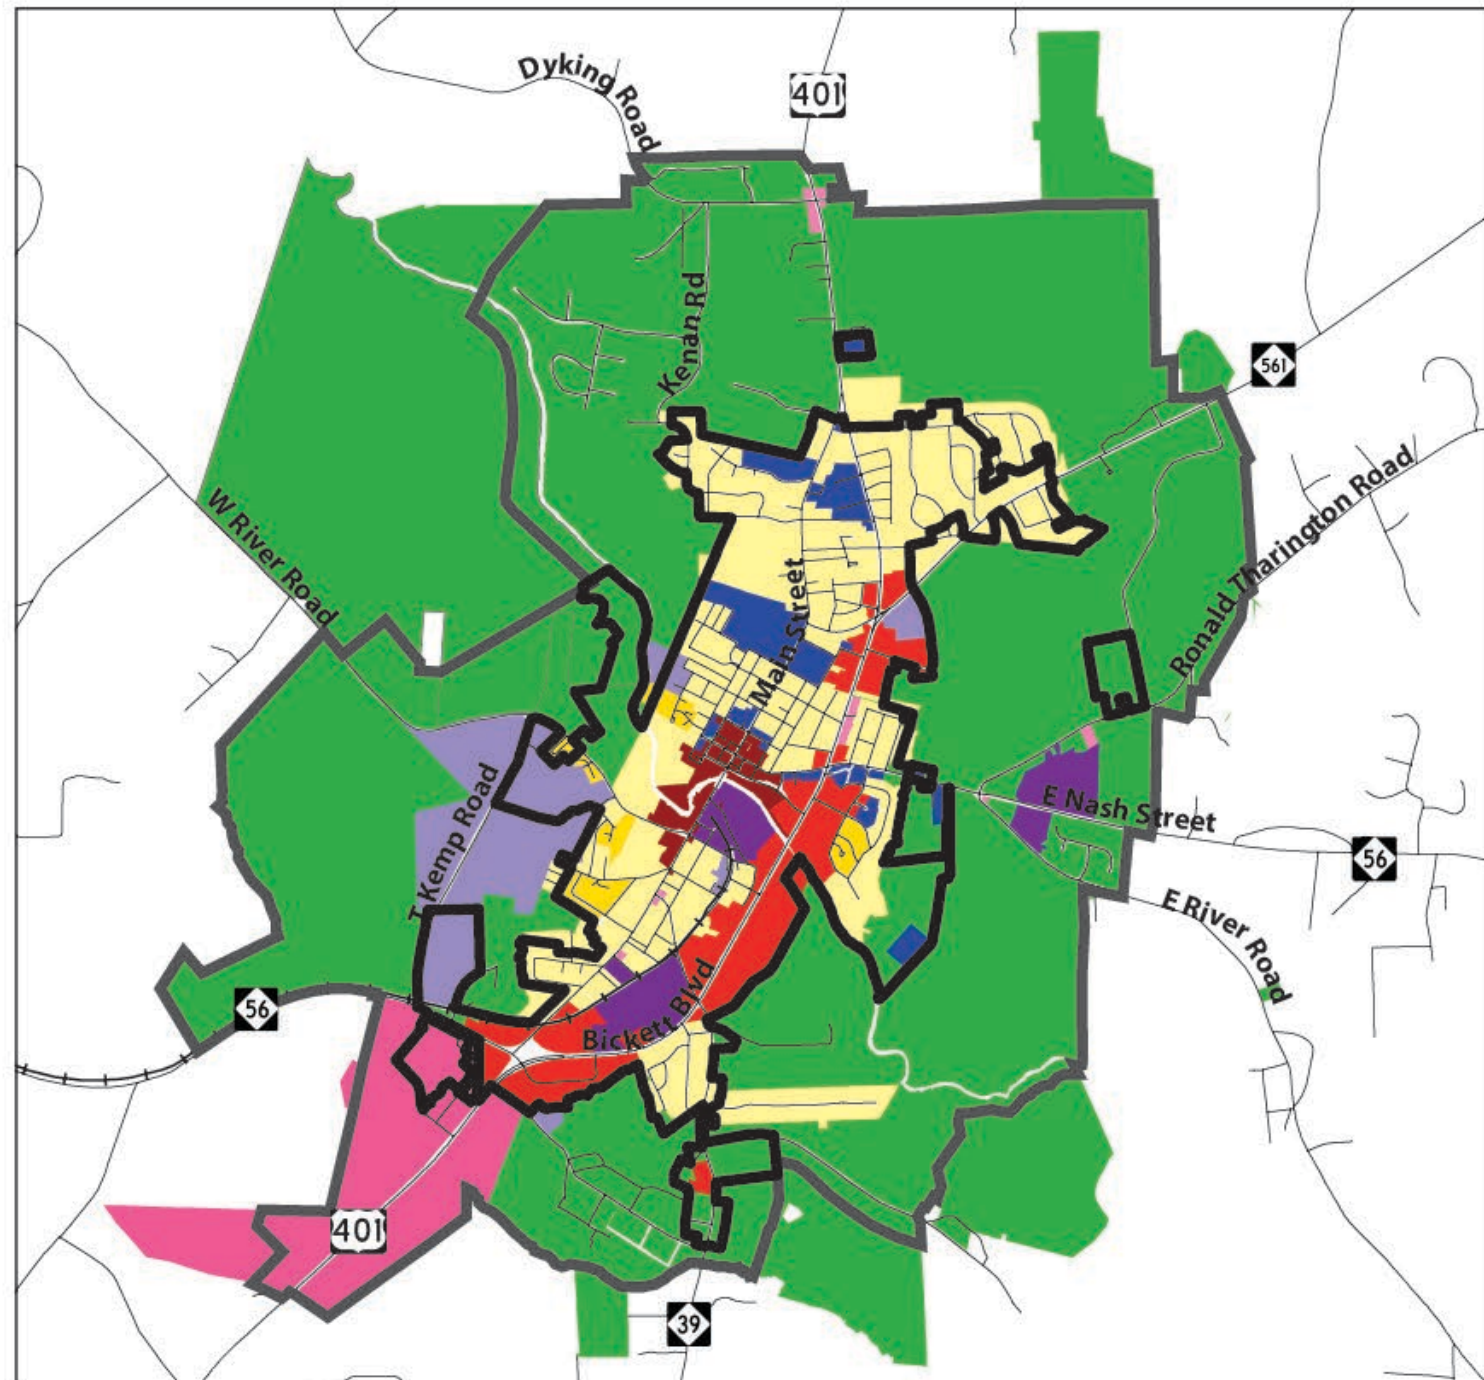 Dyking Road
401
Kenan Rd
561
W River Road
Ronald Tharington Road
Main Street
T Kemp Road
E Nash Street
56
E River Road
56
Bickett Blvd
401
39